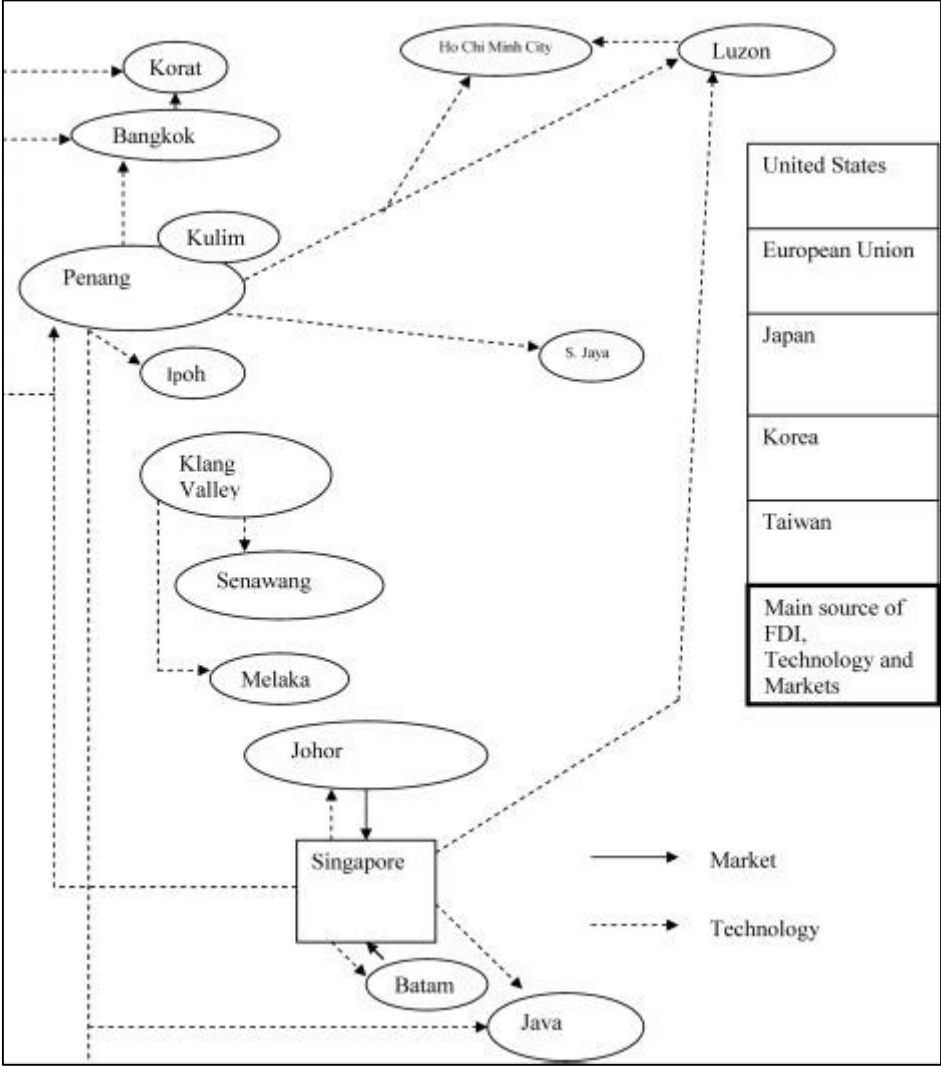 Korat
Ho Chi Minh City
Luzon
Bangkok
United States
Kulim
European Union
Penang
Japan
S. Jaya
Ipoh
Korea
Klang
Valley
Taiwan
Senawang
Main source of
FDI,
Technology and
Markets
Melaka
Johor
Singapore
Market
Technology
Batam
Java